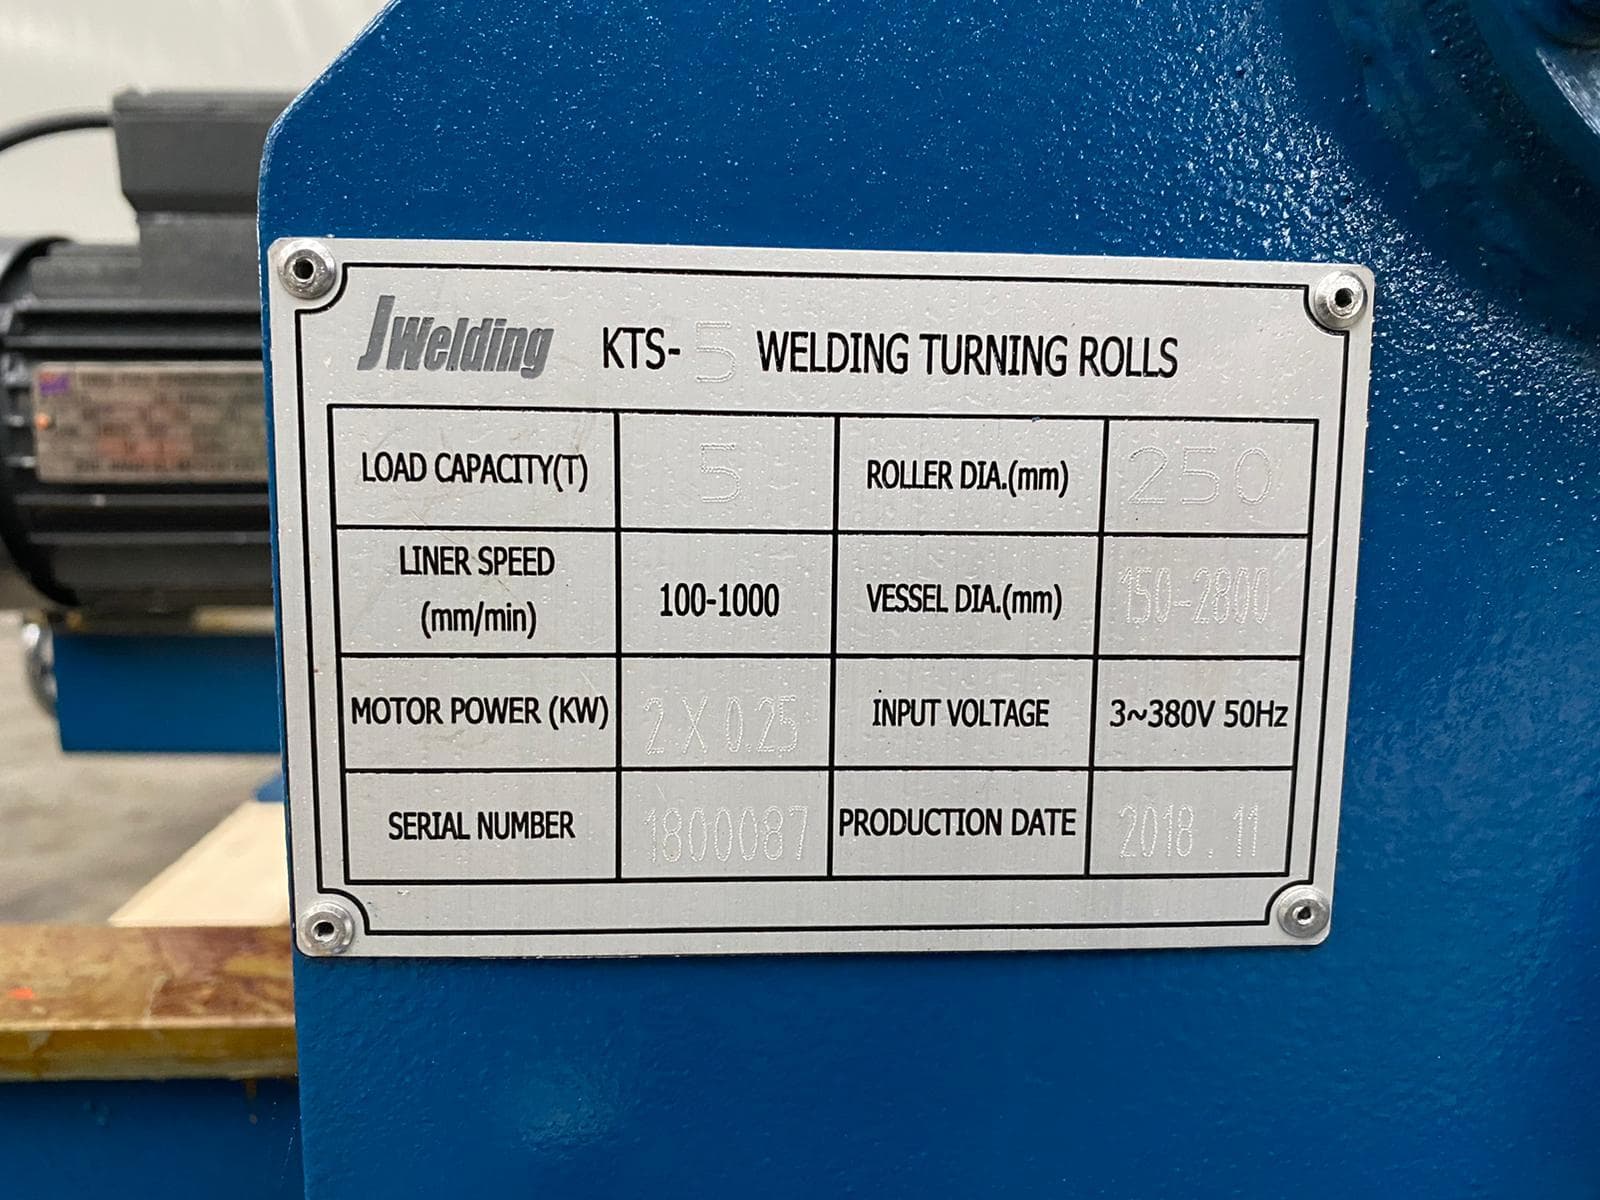 JWelding KTS-5 WELDING TURNING ROLLS
LOAD CAPACITY(T) 5 ROLLER DIA.(mm) 250
LINER SPEED
(mm/min) 100-1000 VESSEL DIA.(mm) 150-2800
MOTOR POWER (KW) 2 X 0.25 INPUT VOLTAGE 3~380V 50Hz
SERIAL NUMBER 1800087 PRODUCTION DATE 2018.11